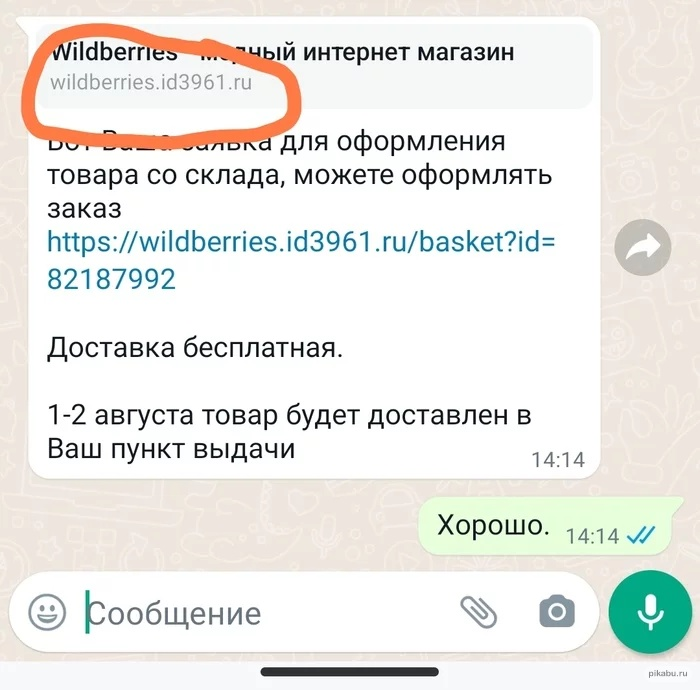 Wildberries - модный интернет магазин
wildberries.id3961.ru
Вот Ваша заявка для оформления
товара со склада, можете оформлять
заказ
https://wildberries.id3961.ru/basket?id=
82187992
Доставка бесплатная.
1-2 августа товар будет доставлен в
Ваш пункт выдачи
14:14
Хорошо.
14:14
Сообщение
pikabu.ru